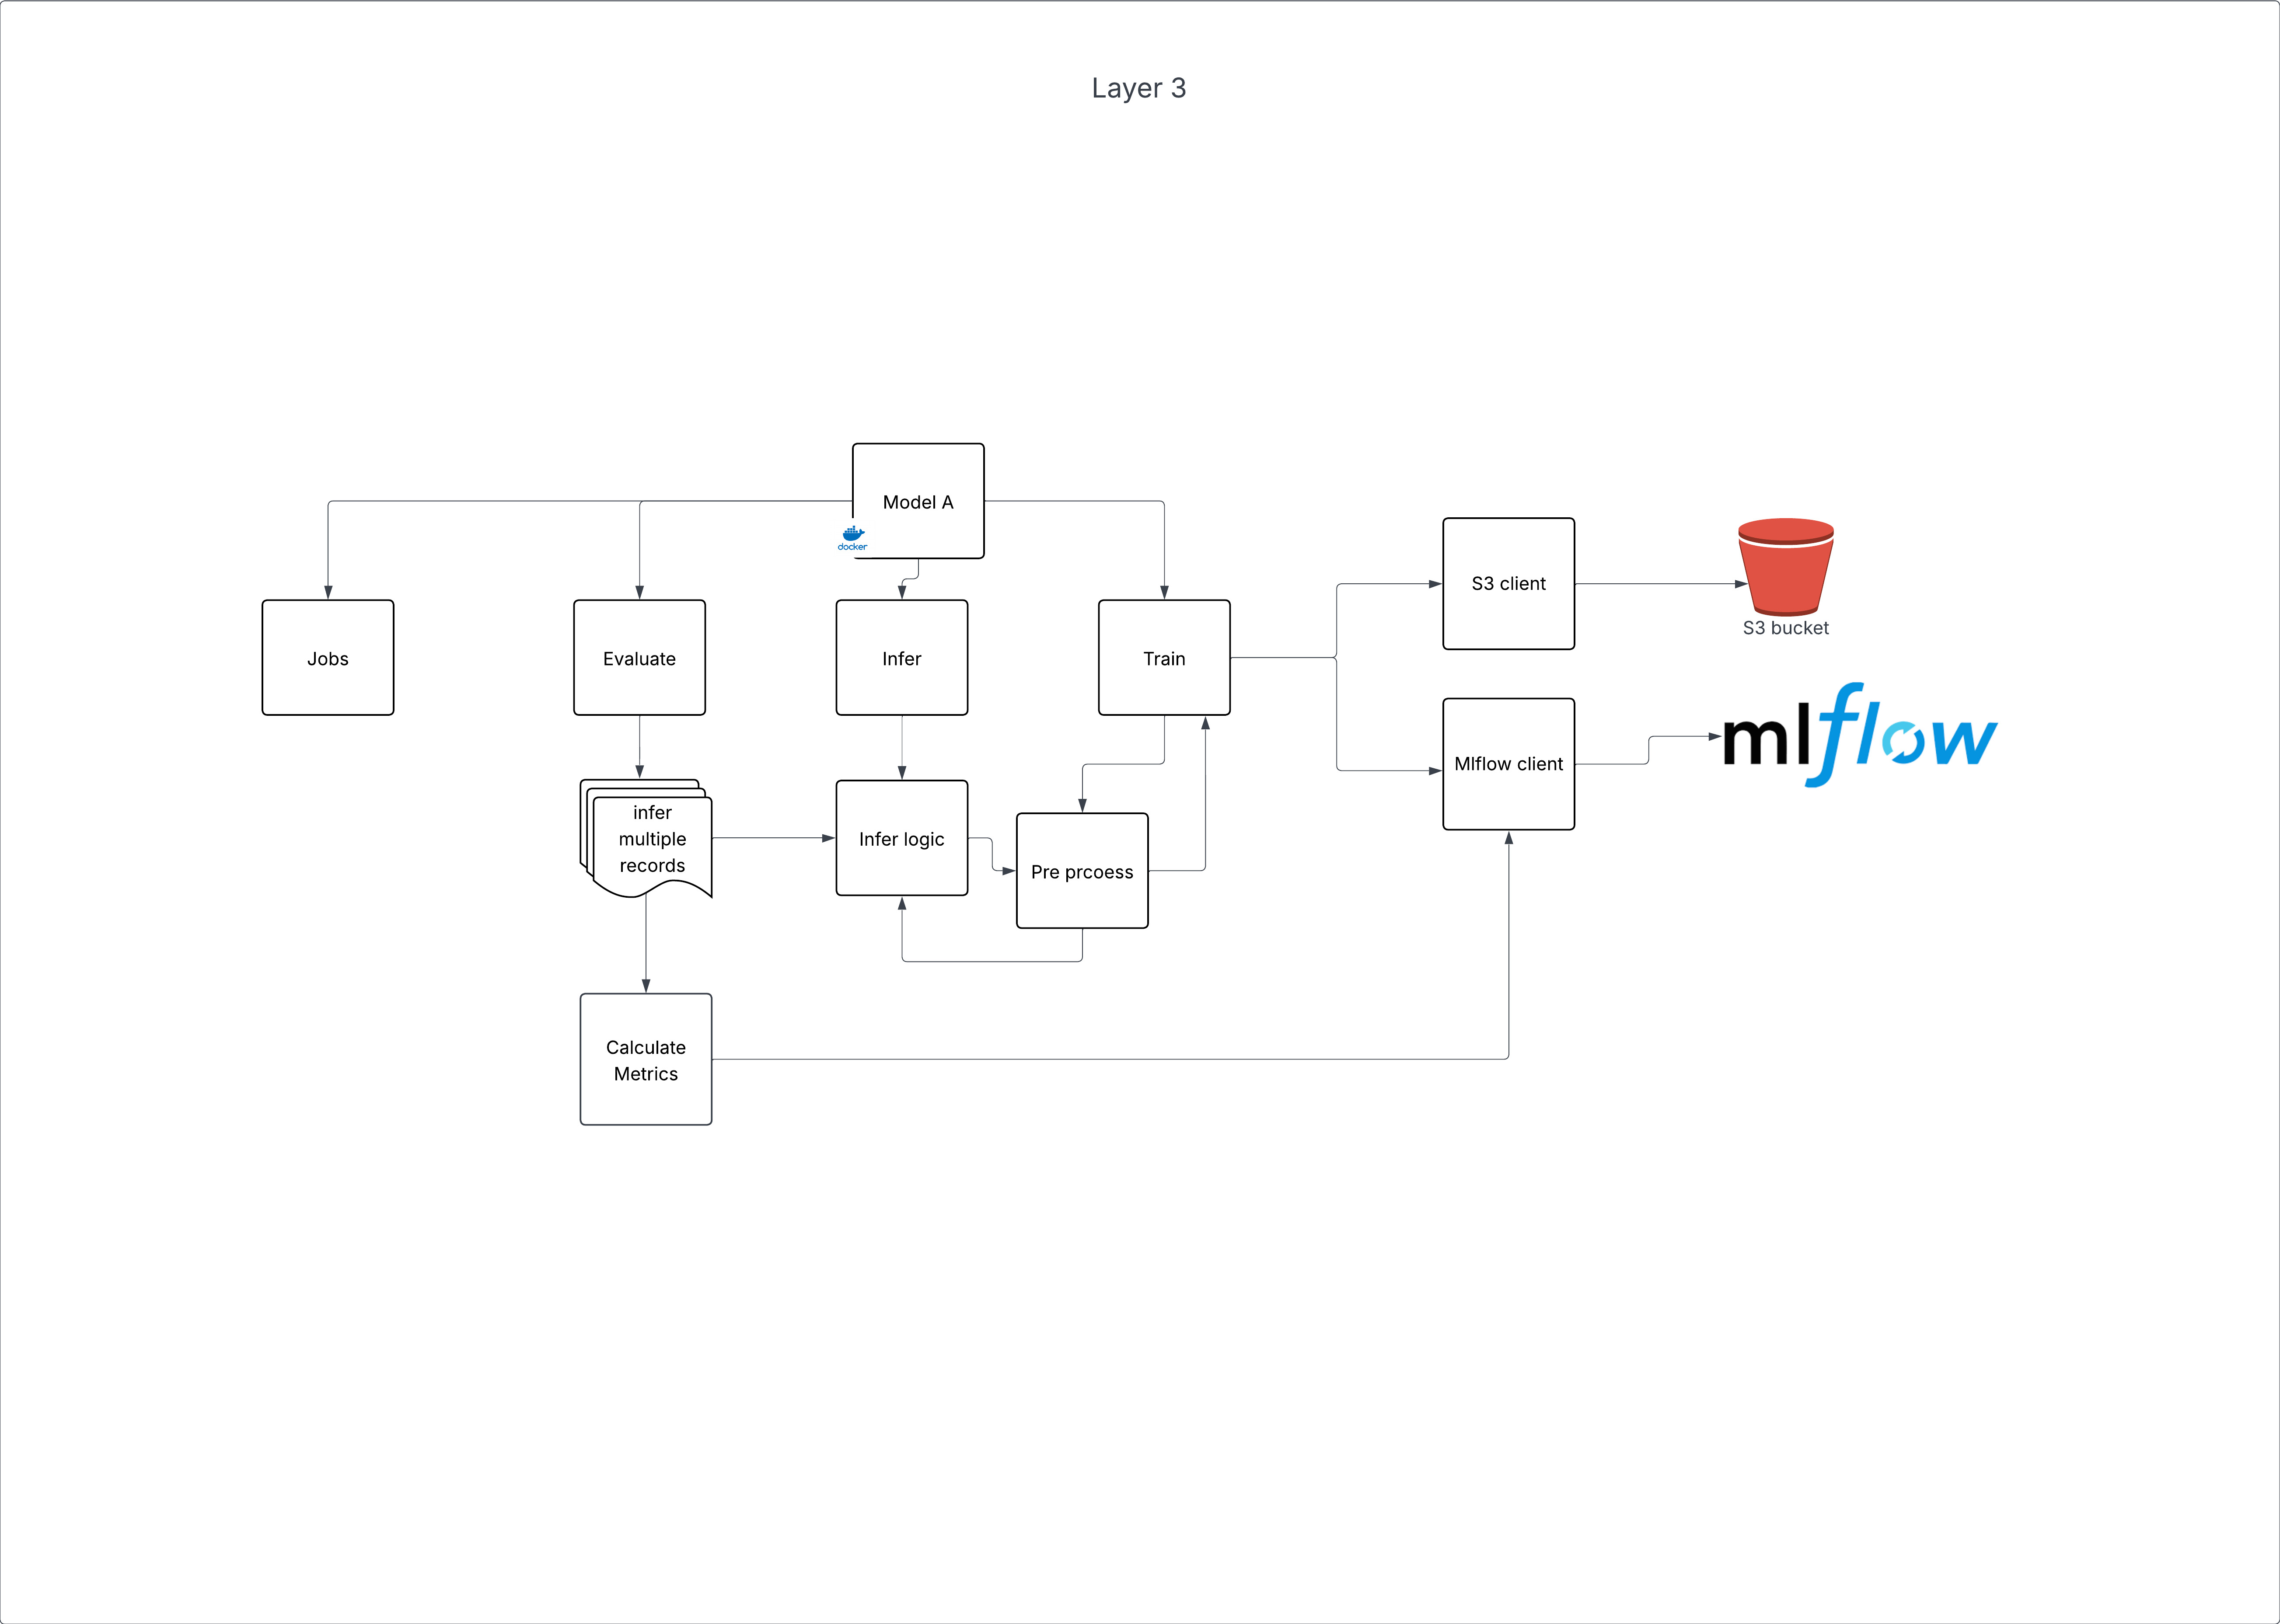 Layer 3
Model A
docker
Jobs
Evaluate
Infer
Train
S3 client
S3 bucket
infer
multiple
records
Infer logic
Pre prcoess
Mlflow client
mlflow
Calculate
Metrics